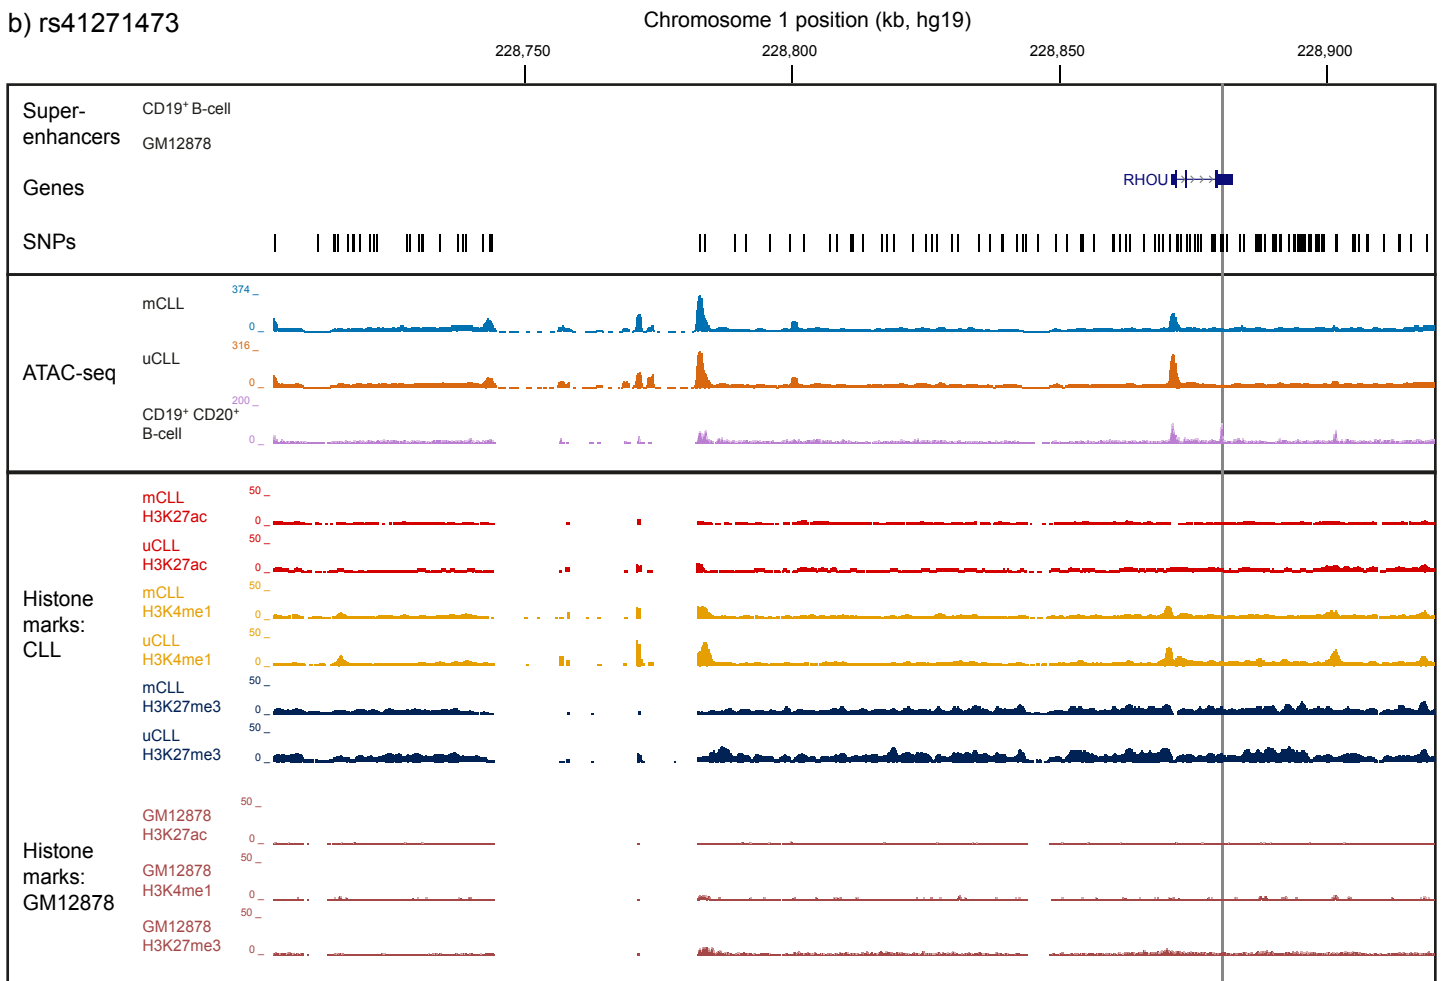 b) rs41271473
Chromosome 1 position (kb, hg19)
228,750 228,800 228,850 228,900
Super-
enhancers
CD19⁺ B-cell
GM12878
Genes
RHOU
SNPs
ATAC-seq
mCLL
374
0
uCLL
316
0
CD19⁺ CD20⁺
B-cell
200
0
Histone
marks:
CLL
mCLL
H3K27ac
50
0
uCLL
H3K27ac
50
0
mCLL
H3K4me1
50
0
uCLL
H3K4me1
50
0
mCLL
H3K27me3
50
0
uCLL
H3K27me3
50
0
Histone
marks:
GM12878
GM12878
H3K27ac
50
0
GM12878
H3K4me1
50
0
GM12878
H3K27me3
50
0